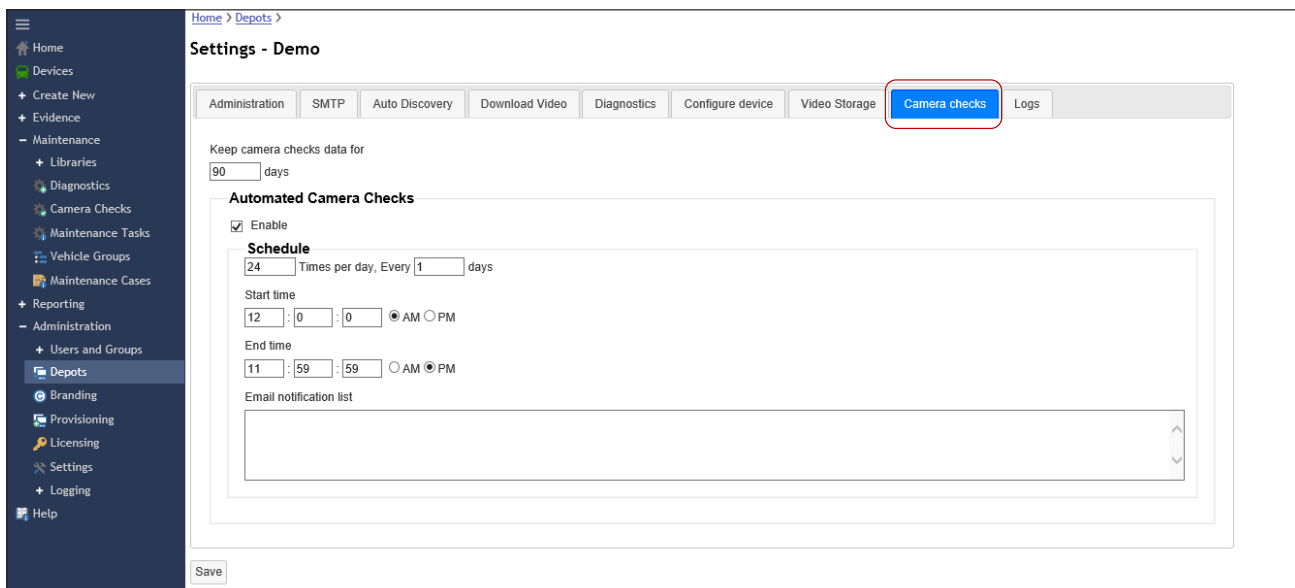 Home > Depots >
Settings - Demo
Home
Devices
+ Create New
+ Evidence
− Maintenance
+ Libraries
Diagnostics
Camera Checks
Maintenance Tasks
Vehicle Groups
Maintenance Cases
+ Reporting
− Administration
+ Users and Groups
Depots
Branding
Provisioning
Licensing
Settings
+ Logging
Help
Administration SMTP Auto Discovery Download Video Diagnostics Configure device Video Storage Camera checks Logs
Keep camera checks data for
90 days
Automated Camera Checks
Enable
Schedule
24 Times per day, Every 1 days
Start time
12 : 0 : 0 AM PM
End time
11 : 59 : 59 AM PM
Email notification list
Save